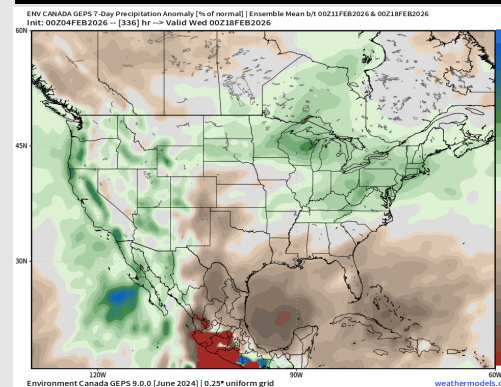 ENV CANADA GEPS 7-Day Precipitation Anomaly [% of normal] | Ensemble Mean b/t 00Z11FEB2026 & 00Z18FEB2026
Init: 00Z04FEB2026 -- [336] hr --> Valid Wed 00Z18FEB2026
60N
45N
30N
120W
90W
60W
Environment Canada GEPS 9.0.0 [June 2024] | 0.25° uniform grid
weathermodels.c